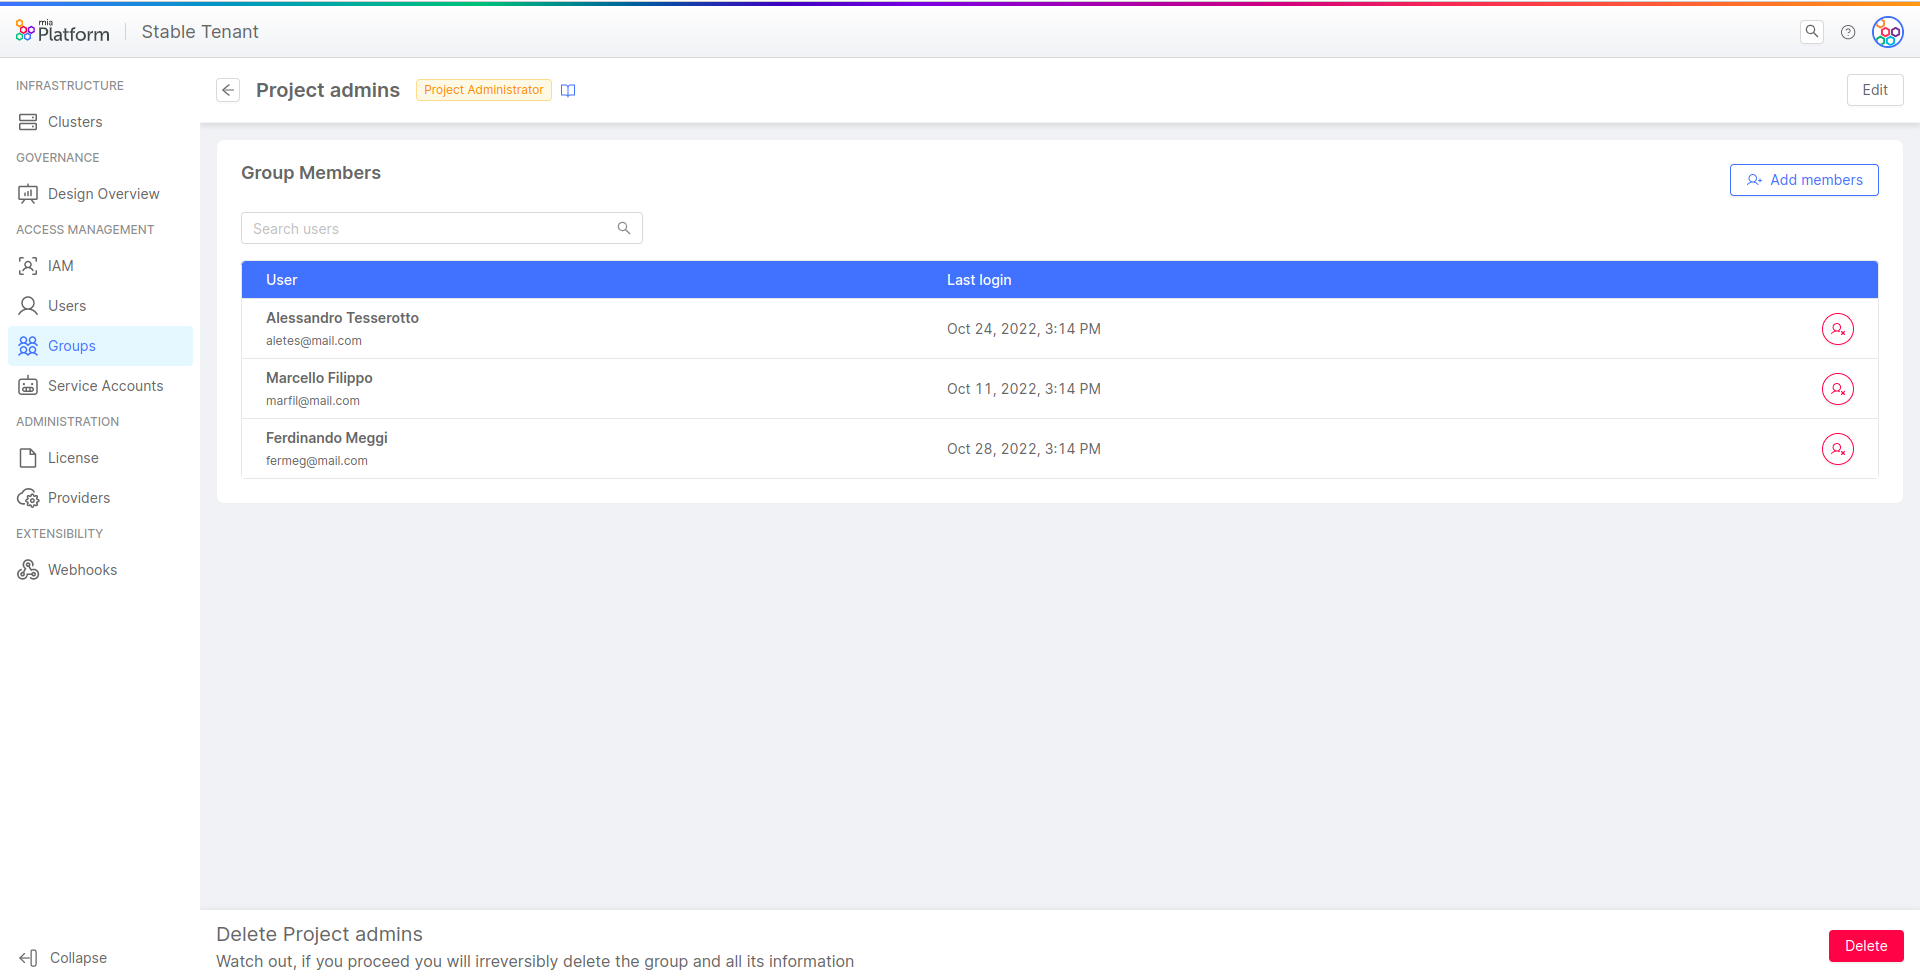 mia
Platform
Stable Tenant
INFRASTRUCTURE
Clusters
GOVERNANCE
Design Overview
ACCESS MANAGEMENT
IAM
Users
Groups
Service Accounts
ADMINISTRATION
License
Providers
EXTENSIBILITY
Webhooks
Collapse
Project admins
Project Administrator
Edit
Group Members
Add members
Search users
User
Last login
Alessandro Tesserotto
aletes@mail.com
Oct 24, 2022, 3:14 PM
Marcello Filippo
marfil@mail.com
Oct 11, 2022, 3:14 PM
Ferdinando Meggi
fermeg@mail.com
Oct 28, 2022, 3:14 PM
Delete Project admins
Watch out, if you proceed you will irreversibly delete the group and all its information
Delete